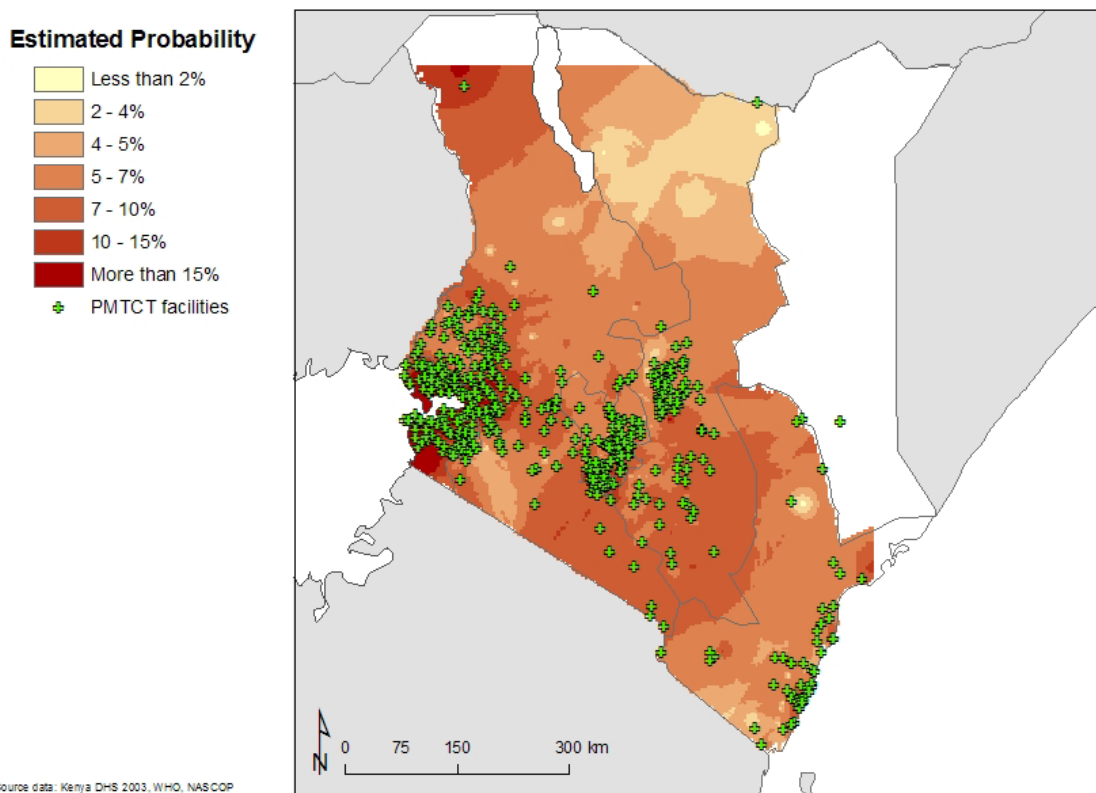 Estimated Probability
Less than 2%
2 - 4%
4 - 5%
5 - 7%
7 - 10%
10 - 15%
More than 15%
PMTCT facilities
N
0 75 150 300 km
Source data: Kenya DHS 2003, WHO, NASCOP